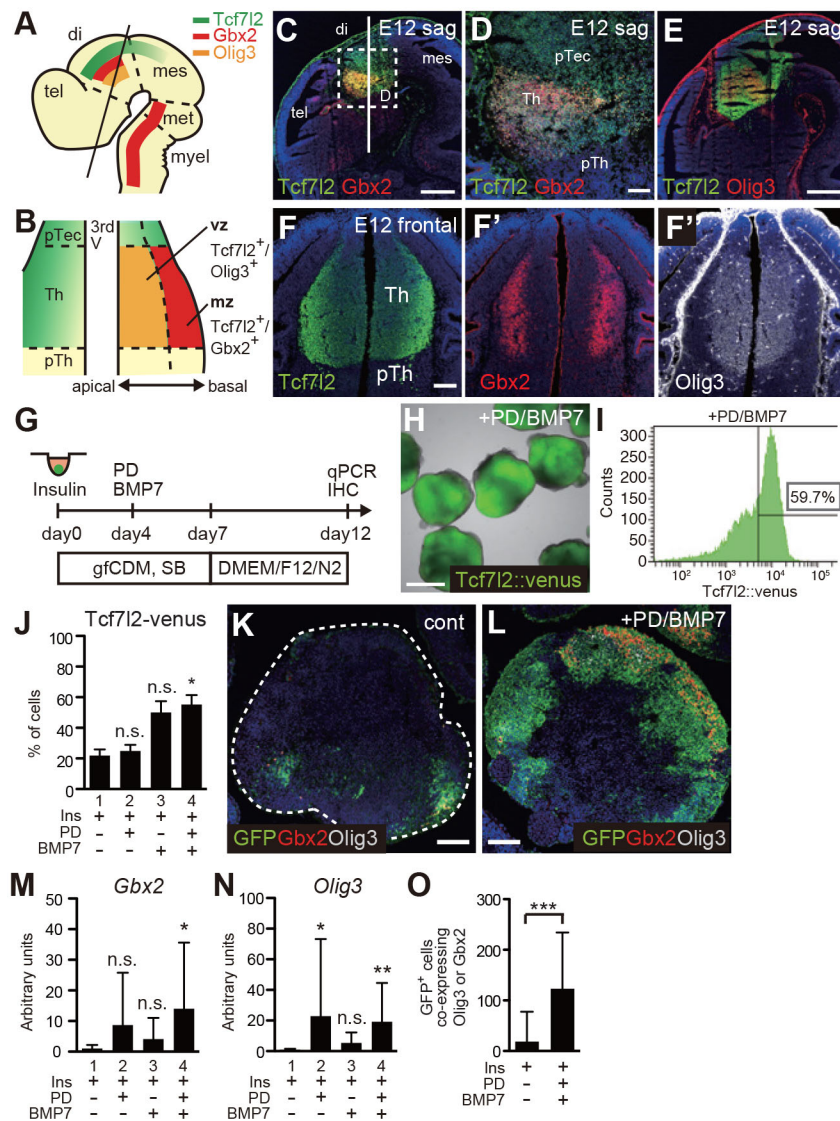 A
Tcf7l2
Gbx2
Olig3
di
mes
tel
met
myel
B
pTec
3rd
V
Th
pTh
vz
Tcf7l2+/
Olig3+
mz
Tcf7l2+/
Gbx2+
apical
basal
C
E12 sag
di
mes
D
tel
Tcf7l2 Gbx2
D
E12 sag
pTec
Th
pTh
Tcf7l2 Gbx2
E
E12 sag
Tcf7l2 Olig3
F
E12 frontal
Th
pTh
Tcf7l2
F'
Gbx2
F''
Olig3
G
Insulin
PD
BMP7
qPCR
IHC
day0 day4 day7 day12
gfCDM, SB DMEM/F12/N2
H
+PD/BMP7
Tcf7l2::venus
I
+PD/BMP7
Counts
300
250
200
150
100
50
0
59.7%
10² 10³ 10⁴ 10⁵
Tcf7l2::venus
J
Tcf7l2-venus
% of cells
80
60
40
20
0
n.s. n.s. *
1 2 3 4
Ins + + + +
PD - + - +
BMP7 - - + +
K
cont
GFPGbx2Olig3
L
+PD/BMP7
GFPGbx2Olig3
M
Gbx2
Arbitrary units
50
40
30
20
10
0
n.s. n.s. *
1 2 3 4
Ins + + + +
PD - + - +
BMP7 - - + +
N
Olig3
Arbitrary units
100
80
60
40
20
0
* n.s. **
1 2 3 4
Ins + + + +
PD - + - +
BMP7 - - + +
O
GFP+ cells
co-expressing
Olig3 or Gbx2
300
200
100
0
***
Ins + +
PD - +
BMP7 - +